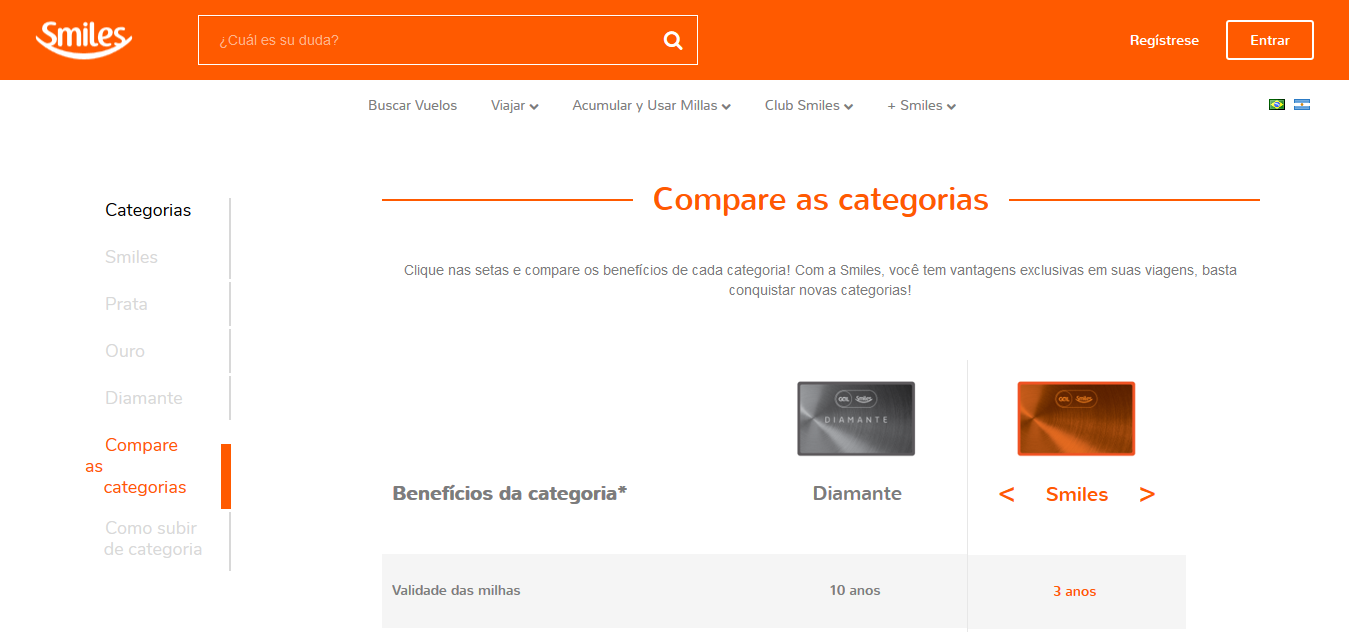 Smiles
¿Cuál es su duda?
Regístrese
Entrar
Buscar Vuelos
Viajar
Acumular y Usar Millas
Club Smiles
+ Smiles
Categorias
Smiles
Prata
Ouro
Diamante
Compare
as
categorias
Como subir
de categoria
Compare as categorias
Clique nas setas e compare os benefícios de cada categoria! Com a Smiles, você tem vantagens exclusivas em suas viagens, basta
conquistar novas categorias!
GOL Smiles
DIAMANTE
GOL Smiles
Benefícios da categoria*
Diamante
< Smiles >
Validade das milhas
10 anos
3 anos